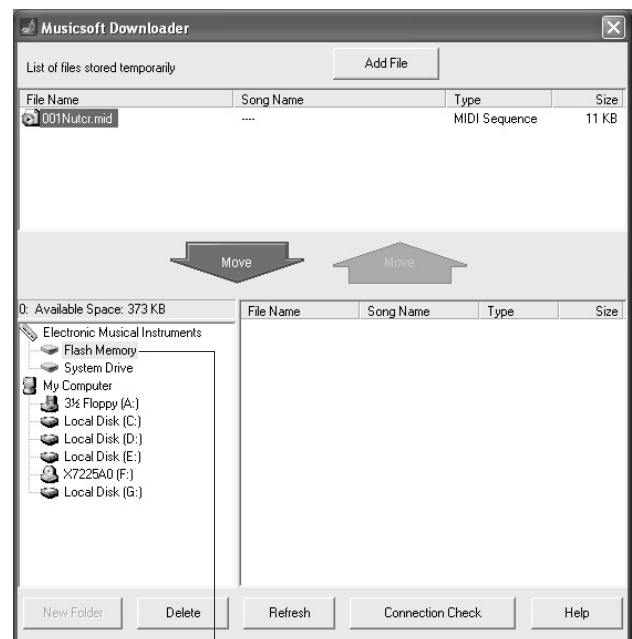 Musicsoft Downloader
List of files stored temporarily
Add File
File Name Song Name Type Size
001Nutcr.mid ---- MIDI Sequence 11 KB
Move Move
0: Available Space: 373 KB
File Name Song Name Type Size
Electronic Musical Instruments
Flash Memory
System Drive
My Computer
3½ Floppy (A:)
Local Disk (C:)
Local Disk (D:)
Local Disk (E:)
X7225A0 (F:)
Local Disk (G:)
New Folder Delete Refresh Connection Check Help